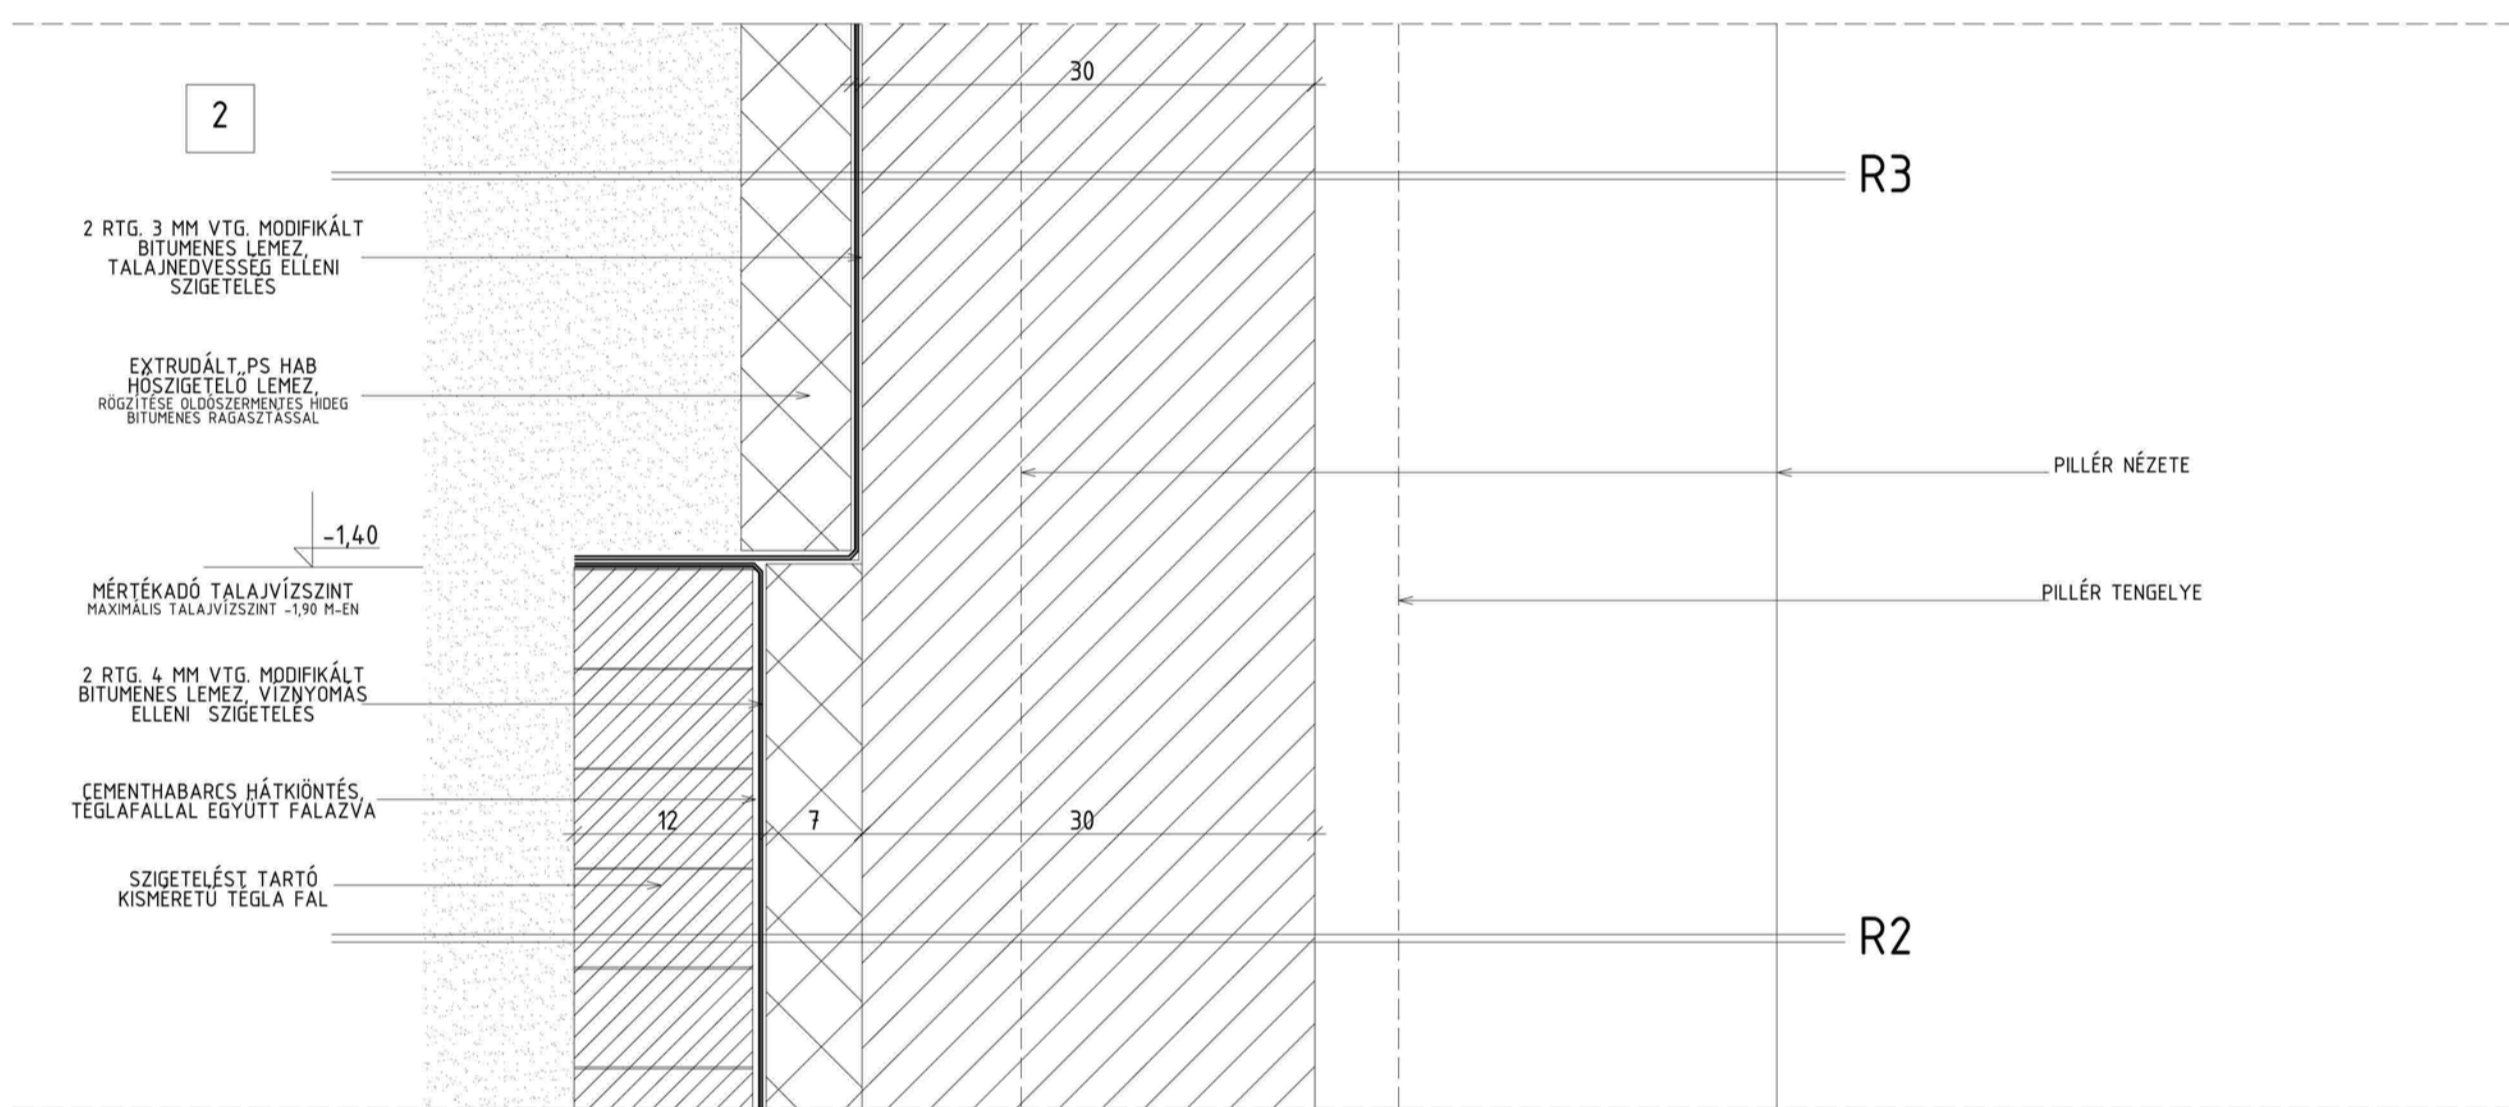 30
2
R3
2 RTG. 3 MM VTG. MODIFIKÁLT
BITUMENES LEMEZ,
TALAJNEDVESSÉG ELLENI
SZIGETELÉS
EXTRUDÁLT PS HAB
HŐSZIGETELŐ LEMEZ,
RÖGZÍTÉSE OLDÓSZERMENTES HIDEG
BITUMENES RAGASZTÁSSAL
PILLÉR NÉZETE
-1,40
MÉRTÉKADÓ TALAJVÍZSZINT
MAXIMÁLIS TALAJVÍZSZINT -1,90 M-EN
PILLÉR TENGELYE
2 RTG. 4 MM VTG. MODIFIKÁLT
BITUMENES LEMEZ, VÍZNYOMÁS
ELLENI SZIGETELÉS
CEMENTHABARCS HÁTKIÖNTÉS,
TÉGLAFALLAL EGYÜTT FALAZVA
12 7 30
SZIGETELÉST TARTÓ
KISMÉRETŰ TÉGLA FAL
R2